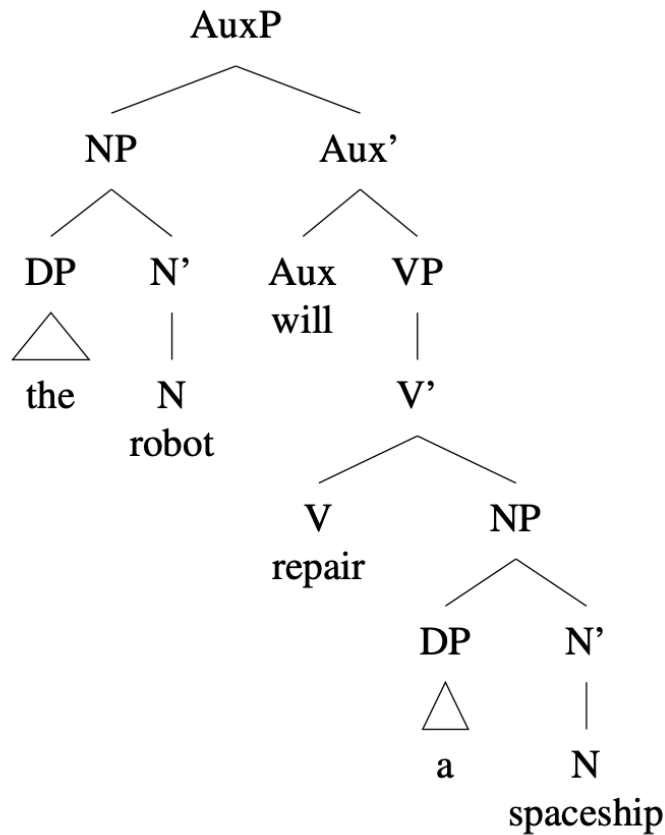 AuxP
NP Aux’
DP N’ Aux VP
will
the N V’
robot
V NP
repair
DP N’
a N
spaceship